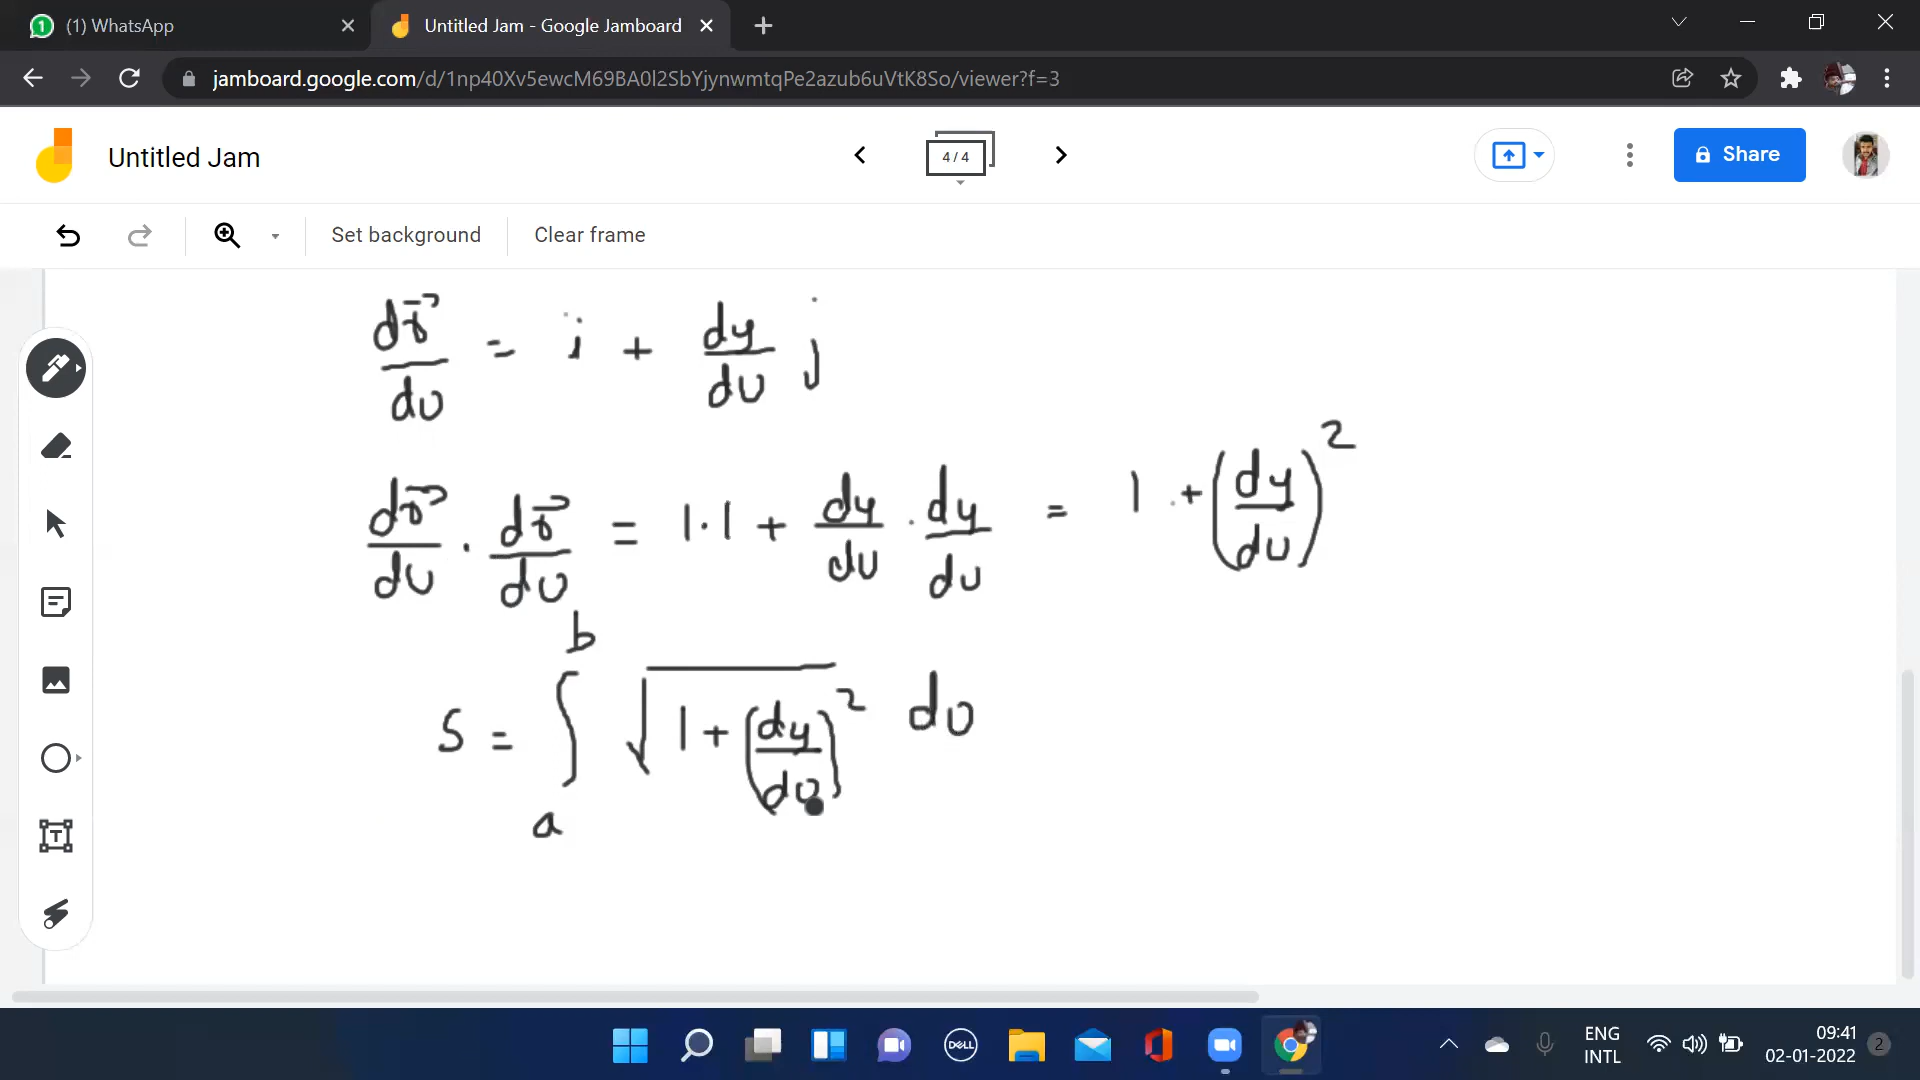 (1) WhatsApp
Untitled Jam - Google Jamboard
jamboard.google.com/d/1np40Xv5ewcM69BA0l2SbYjynwmtqPe2azub6uVtK8So/viewer?f=3
Untitled Jam
4 / 4
Share
Set background
Clear frame
dr⃗/du = i + dy/du j
dr⃗/du · dr⃗/du = 1·1 + dy/du · dy/du = 1 + (dy/du)²
S = ∫ₐᵇ √1 + (dy/du)² du
T
DELL
ENG
INTL
09:41
02-01-2022
2